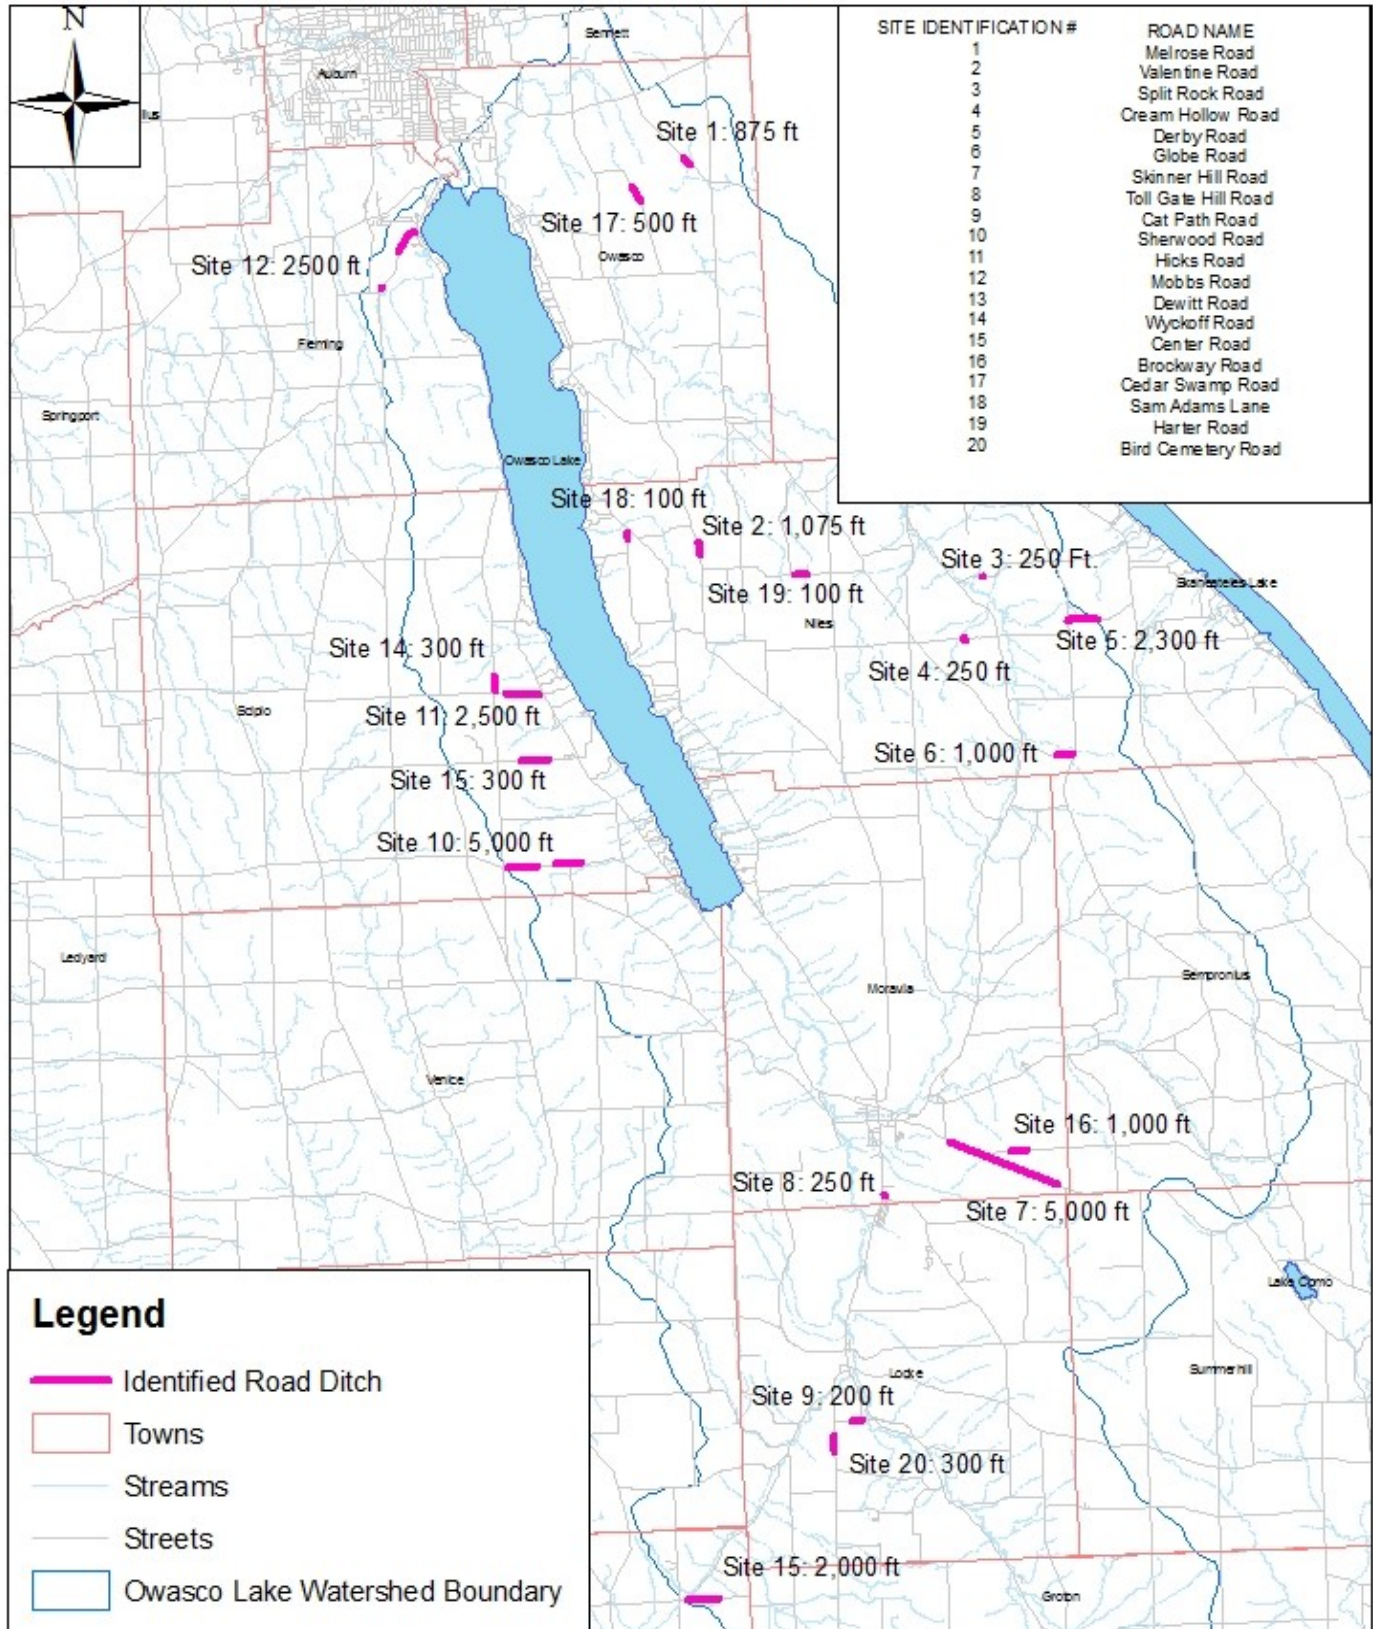 N
Sennett
Auburn
llus
SITE IDENTIFICATION # ROAD NAME
1 Melrose Road
2 Valentine Road
3 Split Rock Road
4 Cream Hollow Road
5 Derby Road
6 Globe Road
7 Skinner Hill Road
8 Toll Gate Hill Road
9 Cat Path Road
10 Sherwood Road
11 Hicks Road
12 Mobbs Road
13 Dewitt Road
14 Wyckoff Road
15 Center Road
16 Brockway Road
17 Cedar Swamp Road
18 Sam Adams Lane
19 Harter Road
20 Bird Cemetery Road
Site 1: 875 ft
Site 17: 500 ft
Owasco
Site 12: 2500 ft
Fleming
Springport
Owasco Lake
Site 18: 100 ft
Site 2: 1,075 ft
Site 3: 250 Ft.
Skaneateles Lake
Site 19: 100 ft
Niles
Site 5: 2,300 ft
Site 14: 300 ft
Site 4: 250 ft
Scipio
Site 11: 2,500 ft
Site 6: 1,000 ft
Site 15: 300 ft
Site 10: 5,000 ft
Ledyard
Sempronius
Moravia
Venice
Site 16: 1,000 ft
Site 8: 250 ft
Site 7: 5,000 ft
Lake Como
Legend
Identified Road Ditch
Towns
Streams
Streets
Owasco Lake Watershed Boundary
Summerhill
Locke
Site 9: 200 ft
Site 20: 300 ft
Site 15: 2,000 ft
Groton